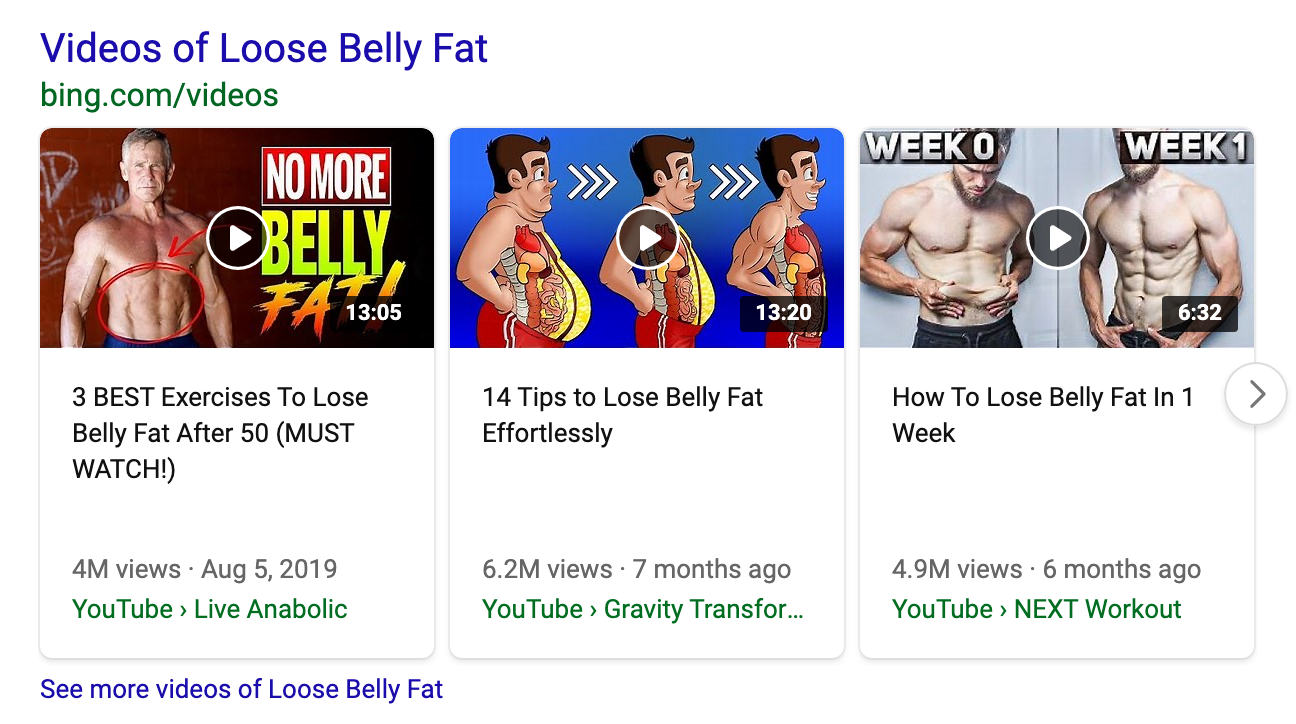 Videos of Loose Belly Fat
bing.com/videos
NO MORE
BELLY
FAT!
13:05
13:20
WEEK 0
WEEK 1
6:32
3 BEST Exercises To Lose
Belly Fat After 50 (MUST
WATCH!)
4M views · Aug 5, 2019
YouTube › Live Anabolic
14 Tips to Lose Belly Fat
Effortlessly
6.2M views · 7 months ago
YouTube › Gravity Transfor...
How To Lose Belly Fat In 1
Week
4.9M views · 6 months ago
YouTube › NEXT Workout
See more videos of Loose Belly Fat